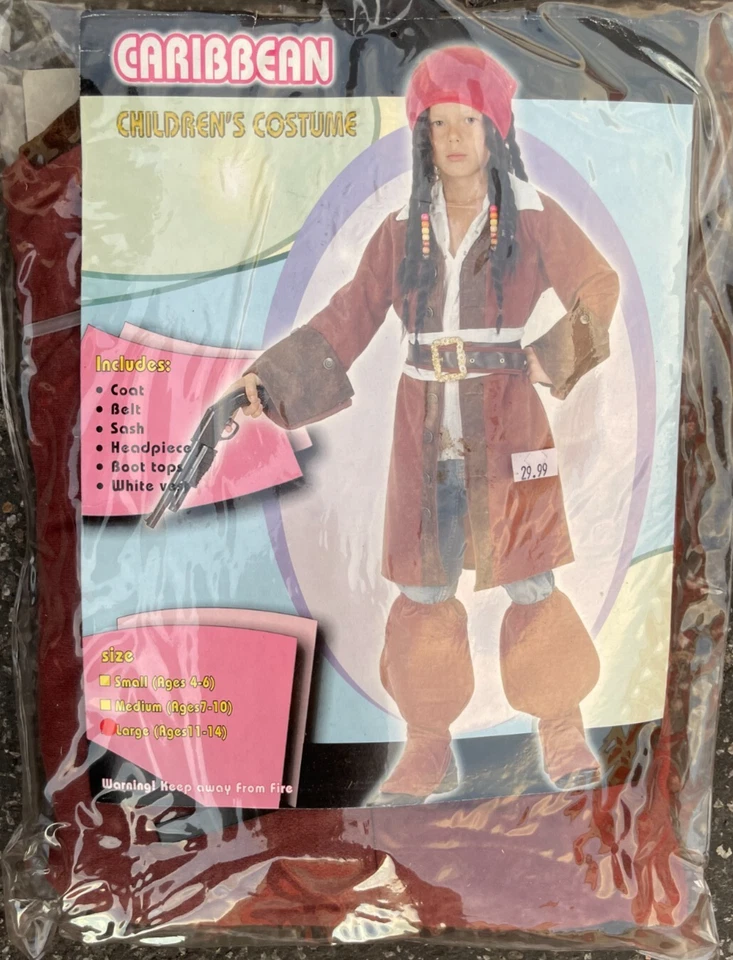 CARIBBEAN
CHILDREN'S COSTUME
Includes:
• Coat
• Belt
• Sash
• Headpiece
• Boot tops
• White
29.99
size
Small (Ages 4-6)
Medium (Ages7-10)
Large (Ages11-14)
Warning! Keep away From Fire